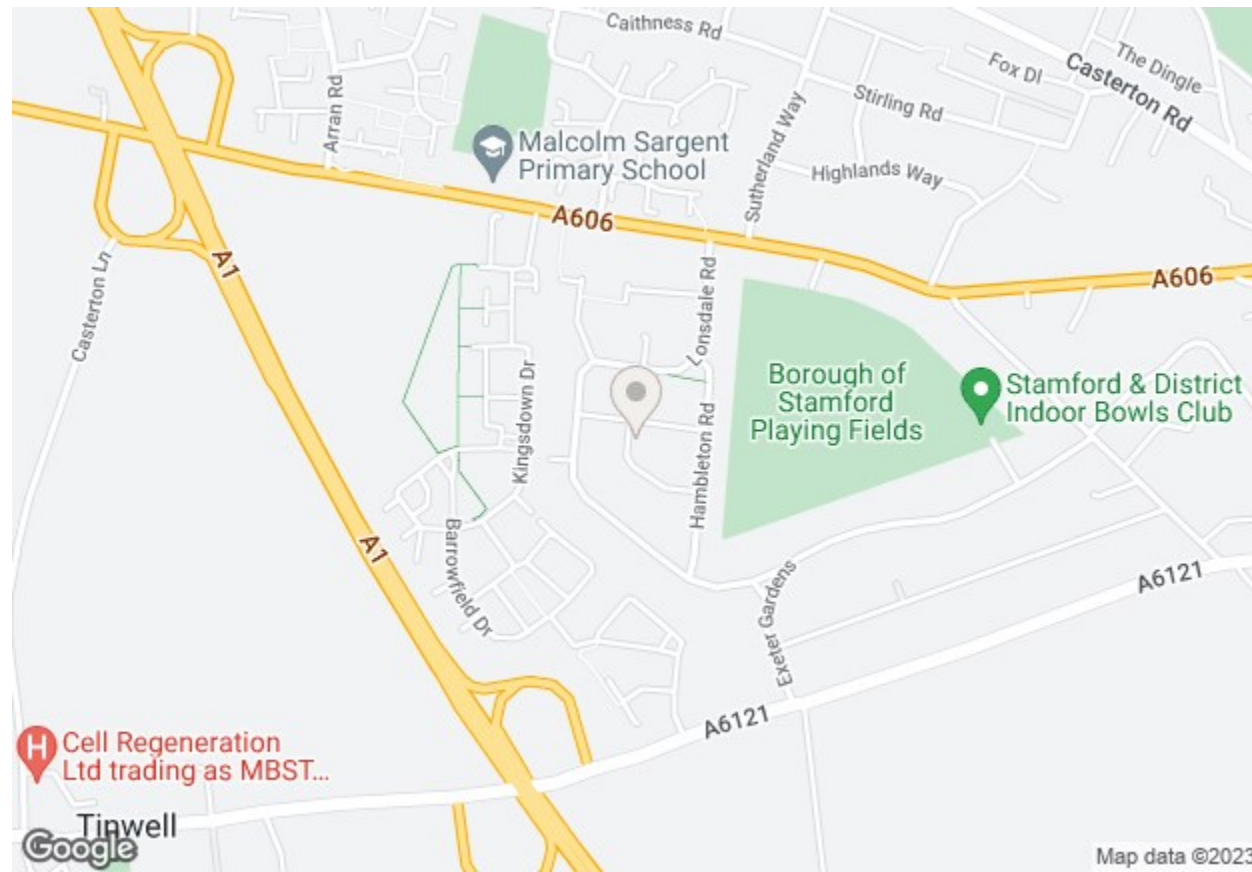 Caithness Rd
The Dingle
Fox Dl
Casterton Rd
Arran Rd
Stirling Rd
Sutherland Way
Malcolm Sargent
Primary School
Highlands Way
A606
A1
A606
Casterton Ln
Lonsdale Rd
Kingsdown Dr
Borough of
Stamford
Playing Fields
Stamford & District
Indoor Bowls Club
Hambleton Rd
A1
Barrowfield Dr
A6121
Exeter Gardens
A6121
H
Cell Regeneration
Ltd trading as MBST...
Tinwell
Google
Map data ©2023